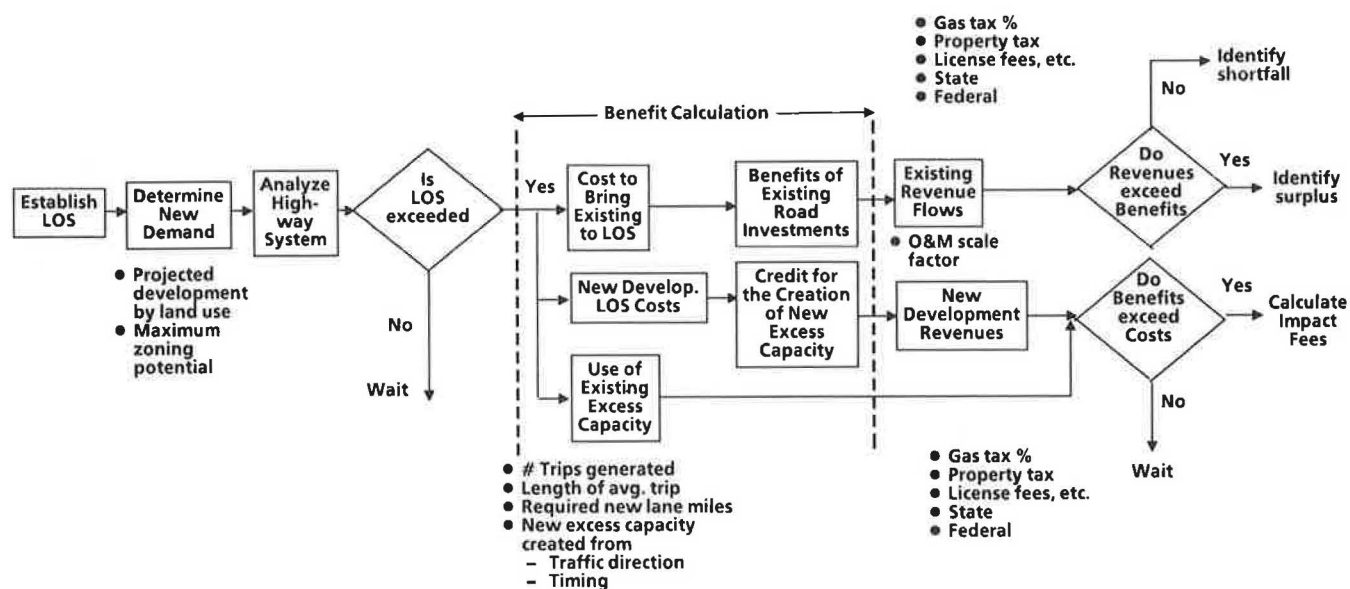 ● Gas tax %
● Property tax
● License fees, etc.
● State
● Federal
Identify
shortfall
No
Benefit Calculation
Establish
LOS
Determine
New
Demand
Analyze
High-
way
System
Is
LOS
exceeded
Yes
Cost to
Bring
Existing
to LOS
Benefits of
Existing
Road
Investments
Existing
Revenue
Flows
Do
Revenues
exceed
Benefits
Yes
Identify
surplus
● O&M scale
factor
● Projected
development
by land use
● Maximum
zoning
potential
No
Wait
New Develop.
LOS Costs
Credit for
the Creation
of New
Excess
Capacity
New
Development
Revenues
Do
Benefits
exceed
Costs
Yes
Calculate
Impact
Fees
Use of
Existing
Excess
Capacity
No
Wait
● # Trips generated
● Length of avg. trip
● Required new lane miles
● New excess capacity
created from
– Traffic direction
– Timing
● Gas tax %
● Property tax
● License fees, etc.
● State
● Federal